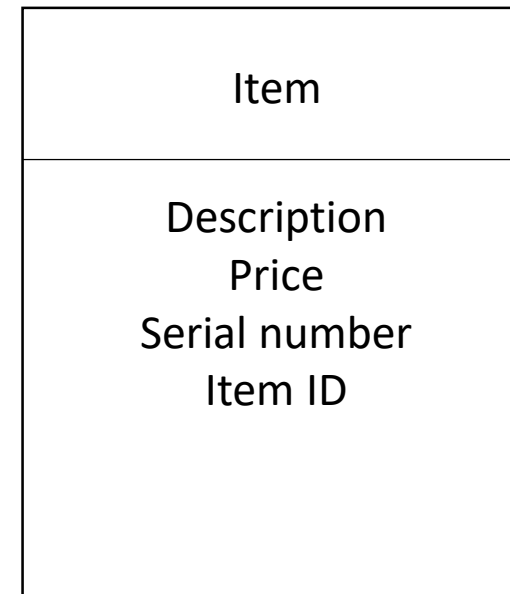 Item
Description
Price
Serial number
Item ID